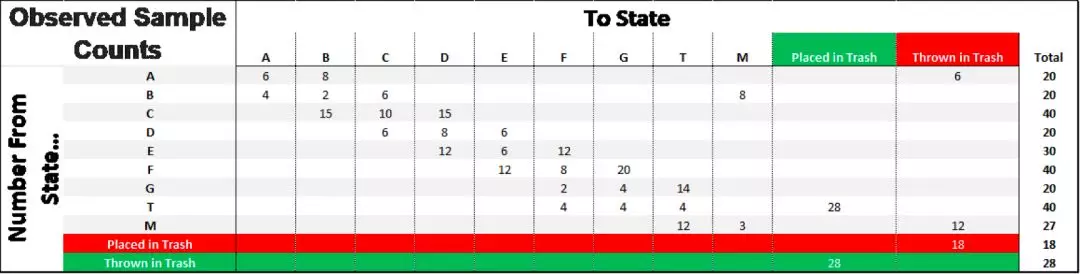 Observed Sample Counts To State
A B C D E F G T M Placed in Trash Thrown in Trash Total
Number From State...
A 6 8 6 20
B 4 2 6 8 20
C 15 10 15 40
D 6 8 6 20
E 12 6 12 30
F 12 8 20 40
G 2 4 14 20
T 4 4 4 28 40
M 12 3 12 27
Placed in Trash 18 18
Thrown in Trash 28 28